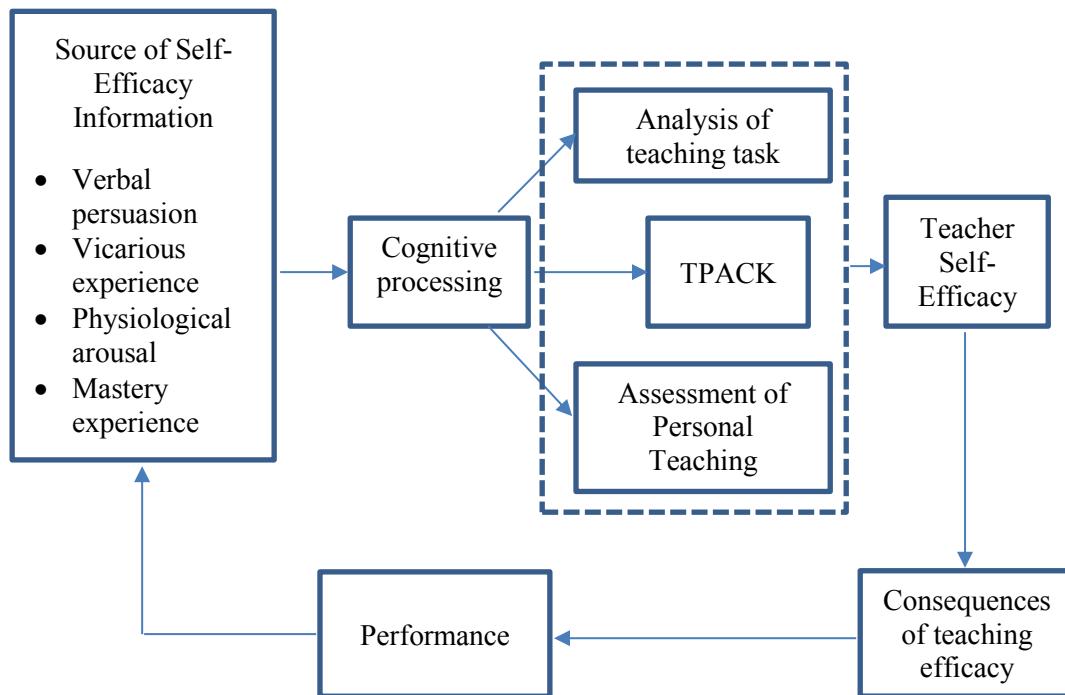 Source of Self-
Efficacy
Information
• Verbal
persuasion
• Vicarious
experience
• Physiological
arousal
• Mastery
experience
Cognitive
processing
Analysis of
teaching task
TPACK
Assessment of
Personal
Teaching
Teacher
Self-
Efficacy
Consequences
of teaching
efficacy
Performance